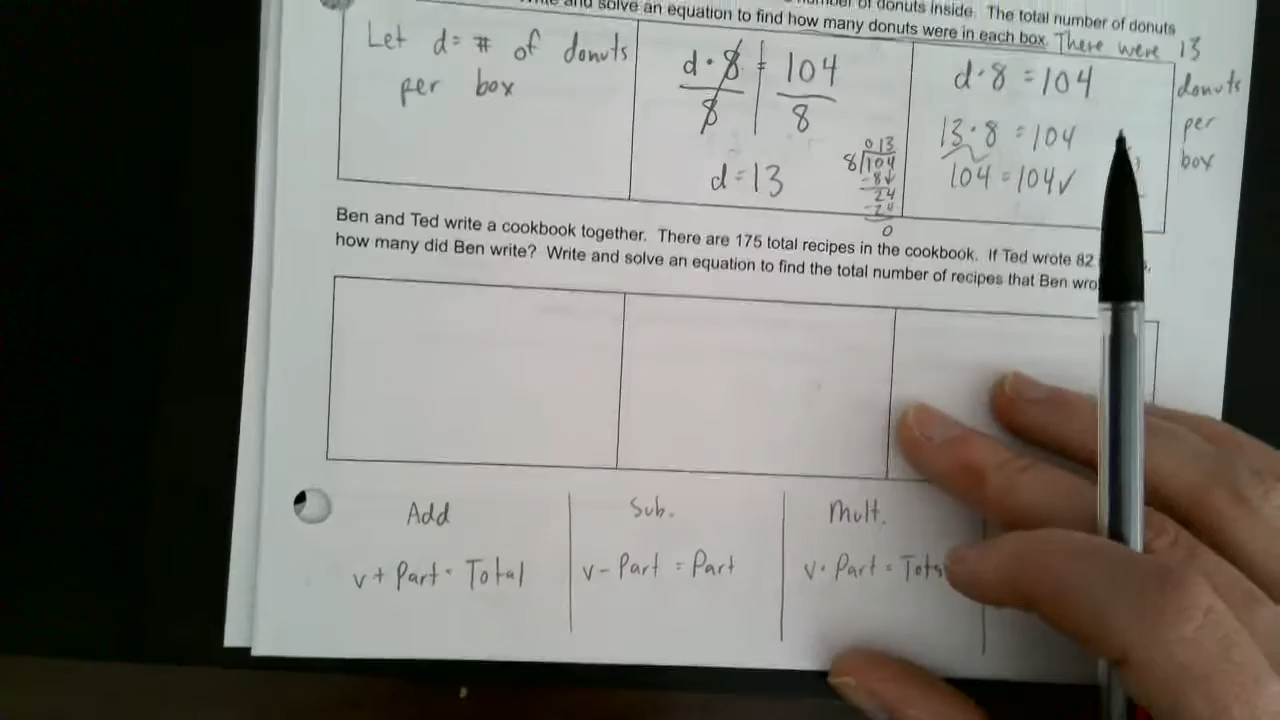 and solve an equation to find how many donuts were in each box.
of donuts inside. The total number of donuts
There were 13
donuts
per
box
Let d = # of donuts
per box
d · 8 = 104
8 8
d = 13
013
8 104
-8
24
-24
0
d · 8 = 104
13 · 8 = 104
104 = 104 ✓
Ben and Ted write a cookbook together. There are 175 total recipes in the cookbook. If Ted wrote 82
how many did Ben write? Write and solve an equation to find the total number of recipes that Ben
Add
v + Part = Total
Sub.
v - Part = Part
Mult.
v · Part =